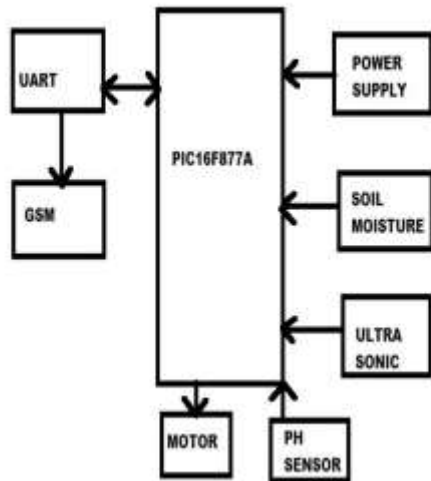 UART
POWER
SUPPLY
PIC16F877A
GSM
SOIL
MOISTURE
ULTRA
SONIC
MOTOR
PH
SENSOR